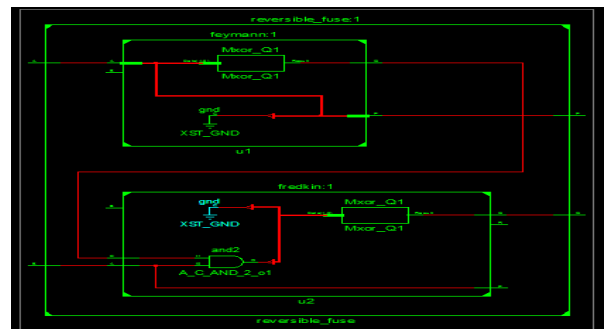 reversible_fuse:1
feymann:1
Mxor_Q1
Mxor_Q1
gnd
XST_GND
u1
fredkin:1
gnd
XST_GND
Mxor_Q1
Mxor_Q1
and2
A_C_AND_2_o1
u2
reversible_fuse